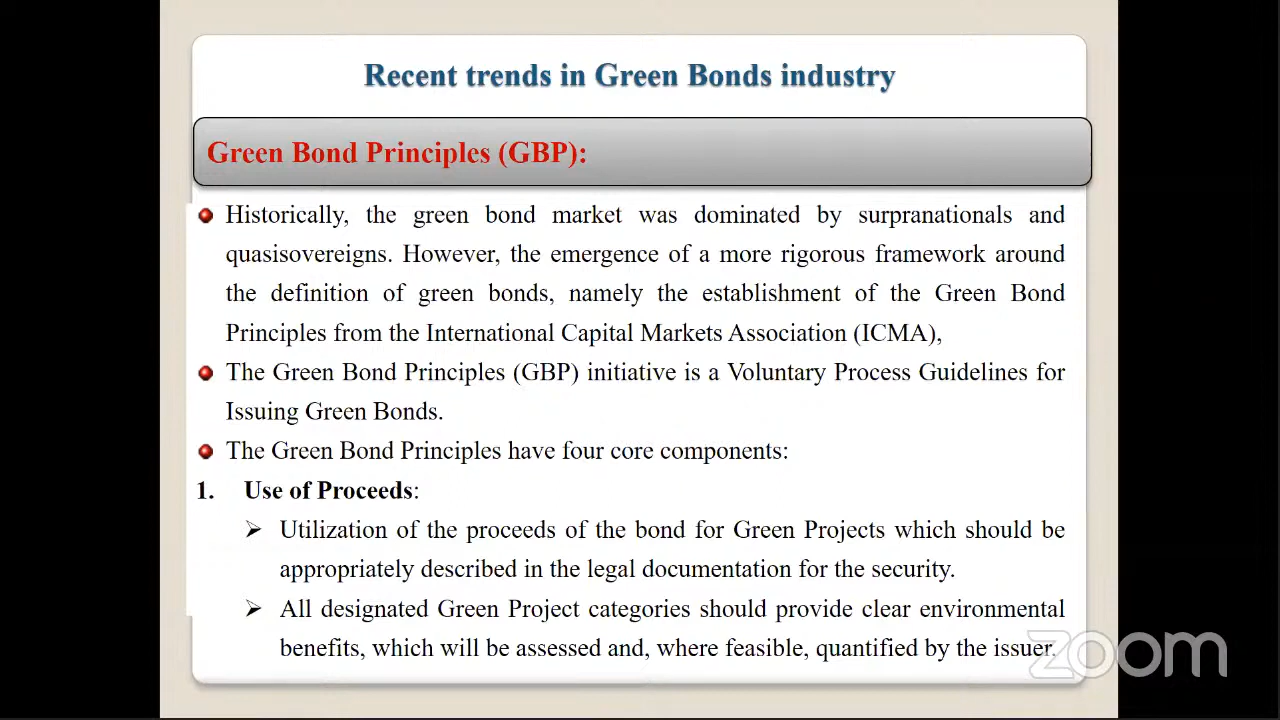 Recent trends in Green Bonds industry
Green Bond Principles (GBP):
Historically, the green bond market was dominated by surpranationals and
quasisovereigns. However, the emergence of a more rigorous framework around
the definition of green bonds, namely the establishment of the Green Bond
Principles from the International Capital Markets Association (ICMA),
The Green Bond Principles (GBP) initiative is a Voluntary Process Guidelines for
Issuing Green Bonds.
The Green Bond Principles have four core components:
1. Use of Proceeds:
Utilization of the proceeds of the bond for Green Projects which should be
appropriately described in the legal documentation for the security.
All designated Green Project categories should provide clear environmental
benefits, which will be assessed and, where feasible, quantified by the issuer.
zoom